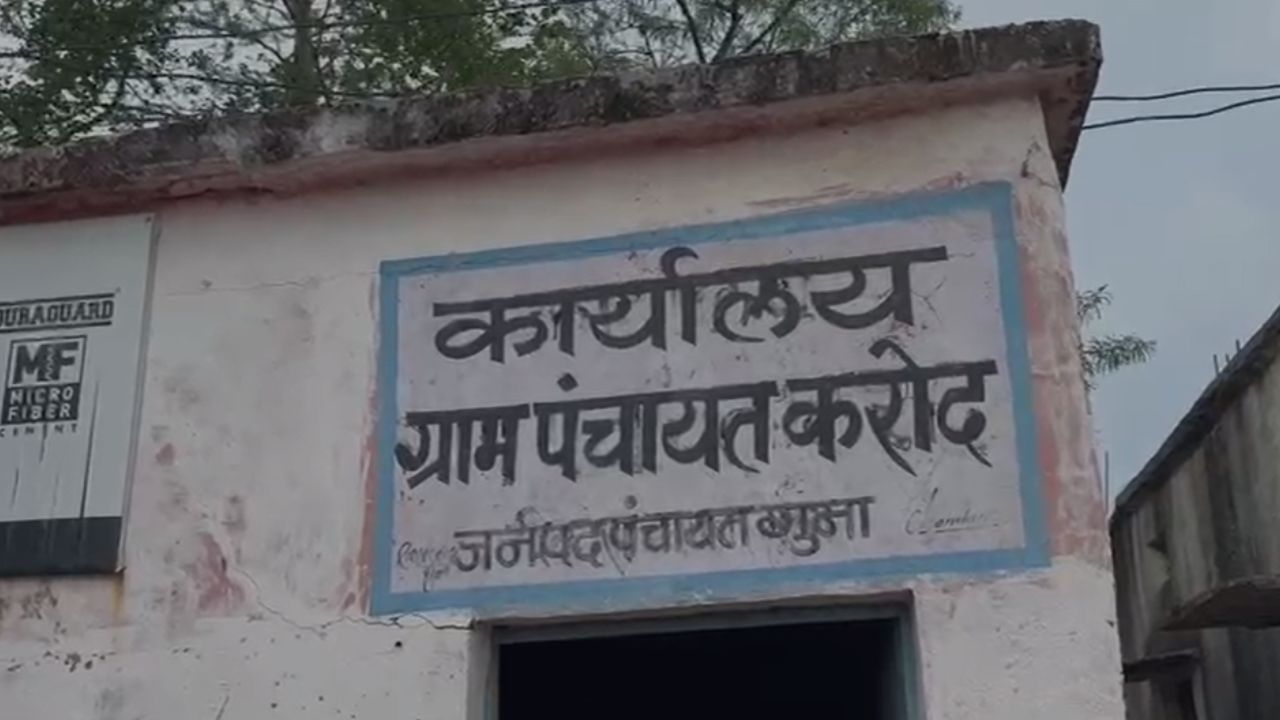 DURAGUARD
MF
MICRO
FIBER
CEMENT
कार्यालय
ग्राम पंचायत करोद
जनपद पंचायत